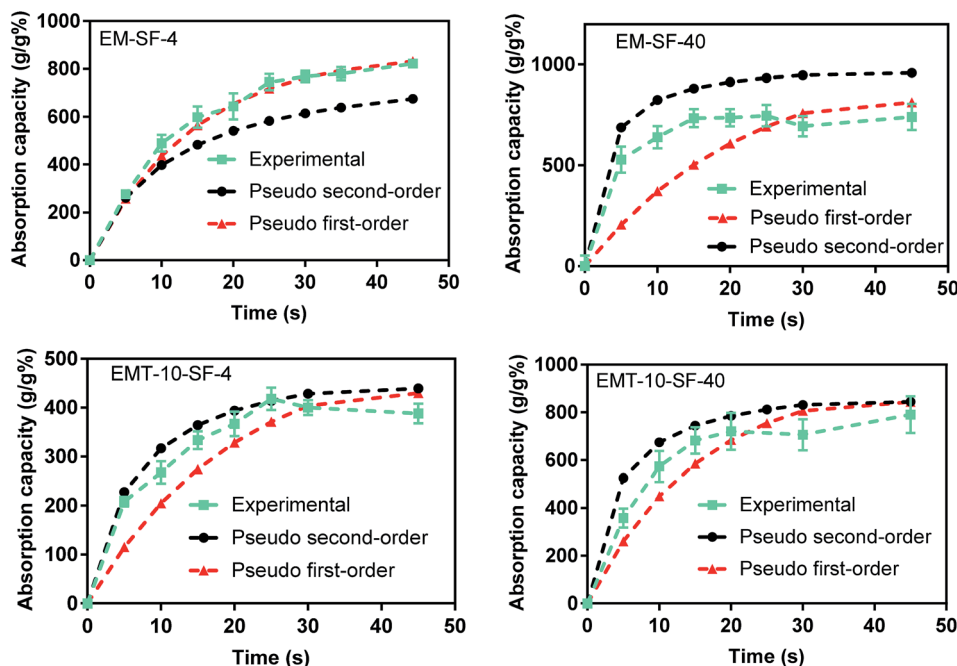 EM-SF-4
Absorption capacity (g/g%)
1000
800
600
400
200
0
Experimental
Pseudo second-order
Pseudo first-order
0 10 20 30 40 50
Time (s)
EM-SF-40
Absorption capacity (g/g%)
1000
500
0
Experimental
Pseudo first-order
Pseudo second-order
0 10 20 30 40 50
Time (s)
EMT-10-SF-4
Absorption capacity (g/g%)
500
400
300
200
100
0
Experimental
Pseudo second-order
Pseudo first-order
0 10 20 30 40 50
Time (s)
EMT-10-SF-40
Absorption capacity (g/g%)
1000
800
600
400
200
0
Experimental
Pseudo second-order
Pseudo first-order
0 10 20 30 40 50
Time (s)